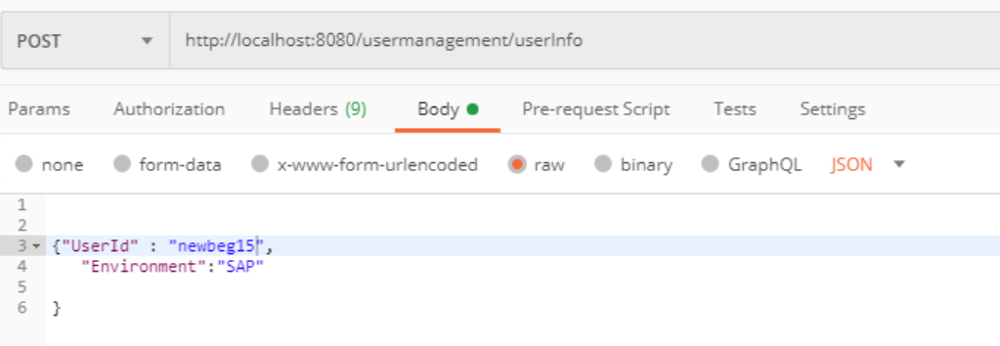 POST http://localhost:8080/usermanagement/userInfo
Params Authorization Headers (9) Body Pre-request Script Tests Settings
none form-data x-www-form-urlencoded raw binary GraphQL JSON
1
2
3 {"UserId" : "newbeg15",
4 "Environment":"SAP"
5
6 }